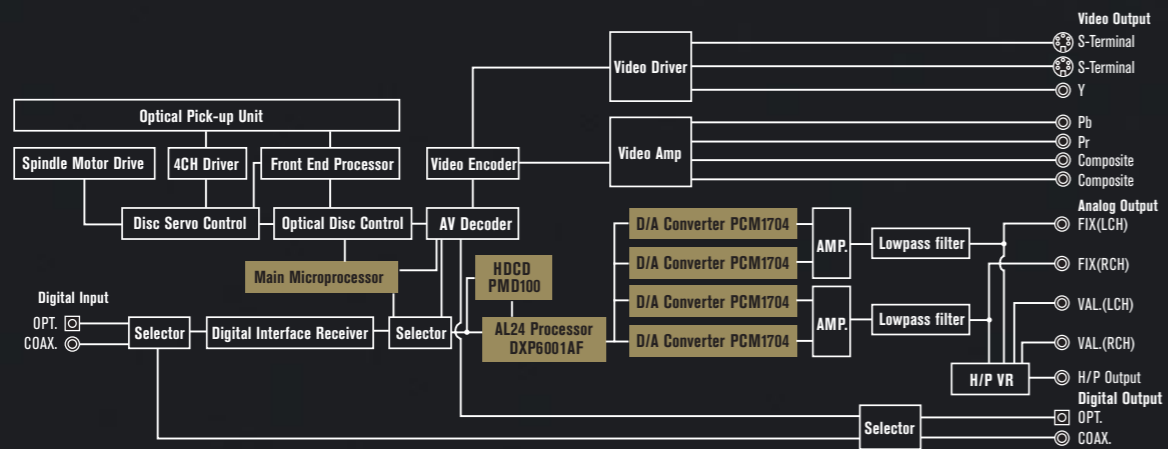 Video Output
S-Terminal
Video Driver
S-Terminal
Y
Optical Pick-up Unit
Pb
Pr
Spindle Motor Drive
4CH Driver
Front End Processor
Video Encoder
Video Amp
Composite
Composite
Analog Output
Disc Servo Control
Optical Disc Control
AV Decoder
D/A Converter PCM1704
FIX(LCH)
AMP.
Lowpass filter
D/A Converter PCM1704
FIX(RCH)
Main Microprocessor
HDCD
PMD100
Digital Input
D/A Converter PCM1704
VAL.(LCH)
OPT.
COAX.
Selector
Digital Interface Receiver
Selector
AL24 Processor
DXP6001AF
AMP.
Lowpass filter
D/A Converter PCM1704
VAL.(RCH)
H/P VR
H/P Output
Digital Output
Selector
OPT.
COAX.